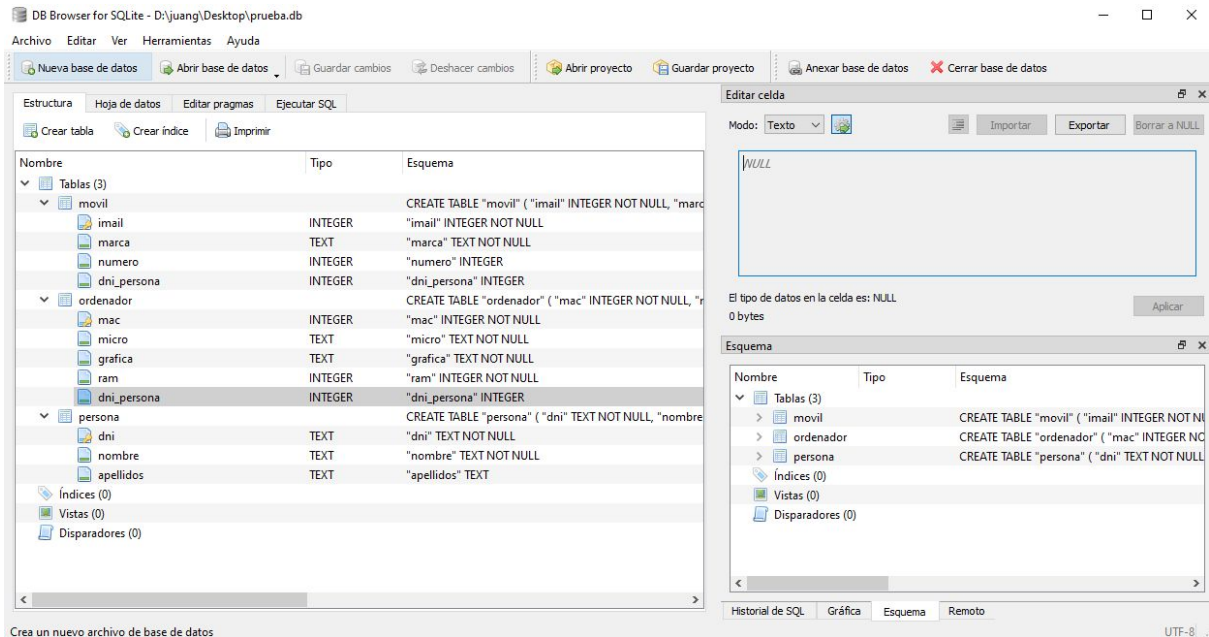 DB Browser for SQLite - D:\juang\Desktop\prueba.db
Archivo Editar Ver Herramientas Ayuda
Nueva base de datos Abrir base de datos Guardar cambios Deshacer cambios Abrir proyecto Guardar proyecto Anexar base de datos Cerrar base de datos
Estructura Hoja de datos Editar pragmas Ejecutar SQL
Crear tabla Crear índice Imprimir
Nombre Tipo Esquema
Tablas (3)
movil CREATE TABLE "movil" ( "imail" INTEGER NOT NULL, "marc
imail INTEGER "imail" INTEGER NOT NULL
marca TEXT "marca" TEXT NOT NULL
numero INTEGER "numero" INTEGER
dni_persona INTEGER "dni_persona" INTEGER
ordenador CREATE TABLE "ordenador" ( "mac" INTEGER NOT NULL, "r
mac INTEGER "mac" INTEGER NOT NULL
micro TEXT "micro" TEXT NOT NULL
grafica TEXT "grafica" TEXT NOT NULL
ram INTEGER "ram" INTEGER NOT NULL
dni_persona INTEGER "dni_persona" INTEGER
persona CREATE TABLE "persona" ( "dni" TEXT NOT NULL, "nombre
dni TEXT "dni" TEXT NOT NULL
nombre TEXT "nombre" TEXT NOT NULL
apellidos TEXT "apellidos" TEXT
Índices (0)
Vistas (0)
Disparadores (0)
Editar celda
Modo: Texto Importar Exportar Borrar a NULL
NULL
El tipo de datos en la celda es: NULL
0 bytes
Aplicar
Esquema
Nombre Tipo Esquema
Tablas (3)
movil CREATE TABLE "movil" ( "imail" INTEGER NOT NU
ordenador CREATE TABLE "ordenador" ( "mac" INTEGER NO
persona CREATE TABLE "persona" ( "dni" TEXT NOT NULL
Índices (0)
Vistas (0)
Disparadores (0)
Historial de SQL Gráfica Esquema Remoto
Crea un nuevo archivo de base de datos
UTF-8